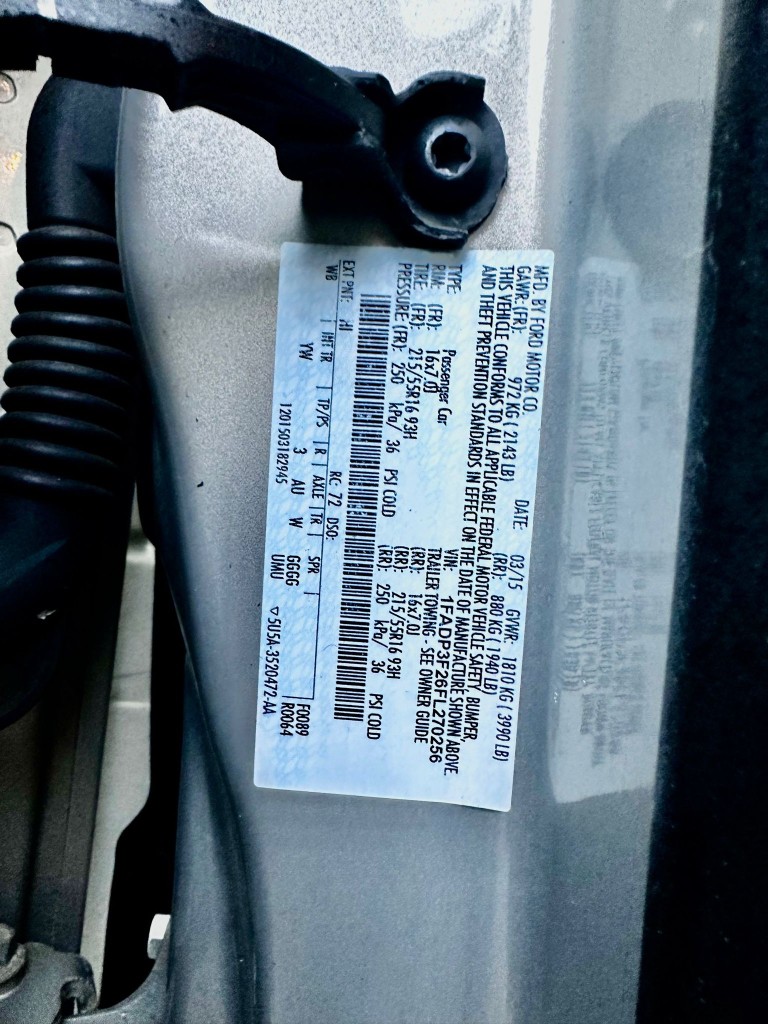 MFD. BY FORD MOTOR CO.
DATE: 03/15 GVWR: 1810 KG ( 3990 LB)
GAWR: (FR): 972 KG ( 2143 LB) (RR): 880 KG ( 1940 LB)
THIS VEHICLE CONFORMS TO ALL APPLICABLE FEDERAL MOTOR VEHICLE SAFETY, BUMPER,
AND THEFT PREVENTION STANDARDS IN EFFECT ON THE DATE OF MANUFACTURE SHOWN ABOVE.
VIN: 1FADP3F26FL270256
TYPE: Passenger Car TRAILER TOWING - SEE OWNER GUIDE
RIM: (FR): 16x7.0J (RR): 16x7.0J
TIRE: (FR): 215/55R16 93H (RR): 215/55R16 93H
PRESSURE (FR): 250 kPa/ 36 PSI COLD (RR): 250 kPa/ 36 PSI COLD
EXT PNT: RC: 72 DSO:
WB | INT TR | TP/PS | R | AXLE | TR | SPR | F0089
YW 3 AU W GGGG R0064
UMU
1201503182945 ▽ 5U5A-3520472-AA